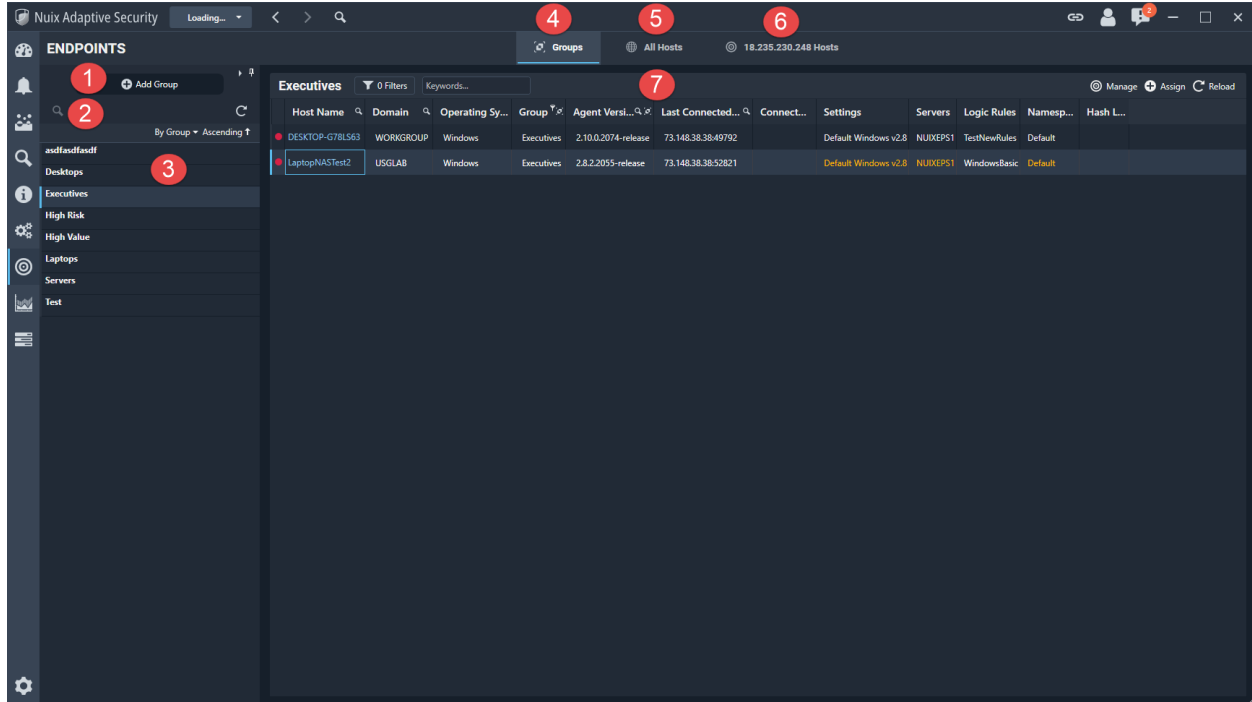 Nuix Adaptive Security Loading... 2
4 5 6
ENDPOINTS Groups All Hosts 18.235.230.248 Hosts
1 Add Group
2
By Group Ascending
3
asdfasdfasdf
Desktops
Executives
High Risk
High Value
Laptops
Servers
Test
Executives 0 Filters Keywords... 7 Manage Assign Reload
Host Name Domain Operating Sy... Group Agent Versi... Last Connected... Connect... Settings Servers Logic Rules Namesp... Hash L...
DESKTOP-G78LS63 WORKGROUP Windows Executives 2.10.0.2074-release 73.148.38.38:49792 Default Windows v2.8 NUIXEPS1 TestNewRules Default
LaptopNASTest2 USGLAB Windows Executives 2.8.2.2055-release 73.148.38.38:52821 Default Windows v2.8 NUIXEPS1 WindowsBasic Default